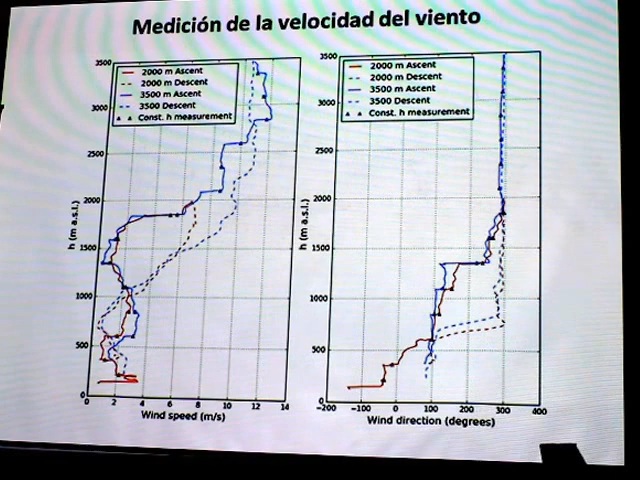 Medición de la velocidad del viento
3500
3000
2500
2000
1500
1000
500
0
h (m a.s.l.)
2000 m Ascent
2000 m Descent
3500 m Ascent
3500 Descent
Const. h measurement
0 2 4 6 8 10 12 14
Wind speed (m/s)
3500
3000
2500
2000
1500
1000
500
0
h (m a.s.l.)
2000 m Ascent
2000 m Descent
3500 m Ascent
3500 Descent
Const. h measurement
−200 −100 0 100 200 300 400
Wind direction (degrees)